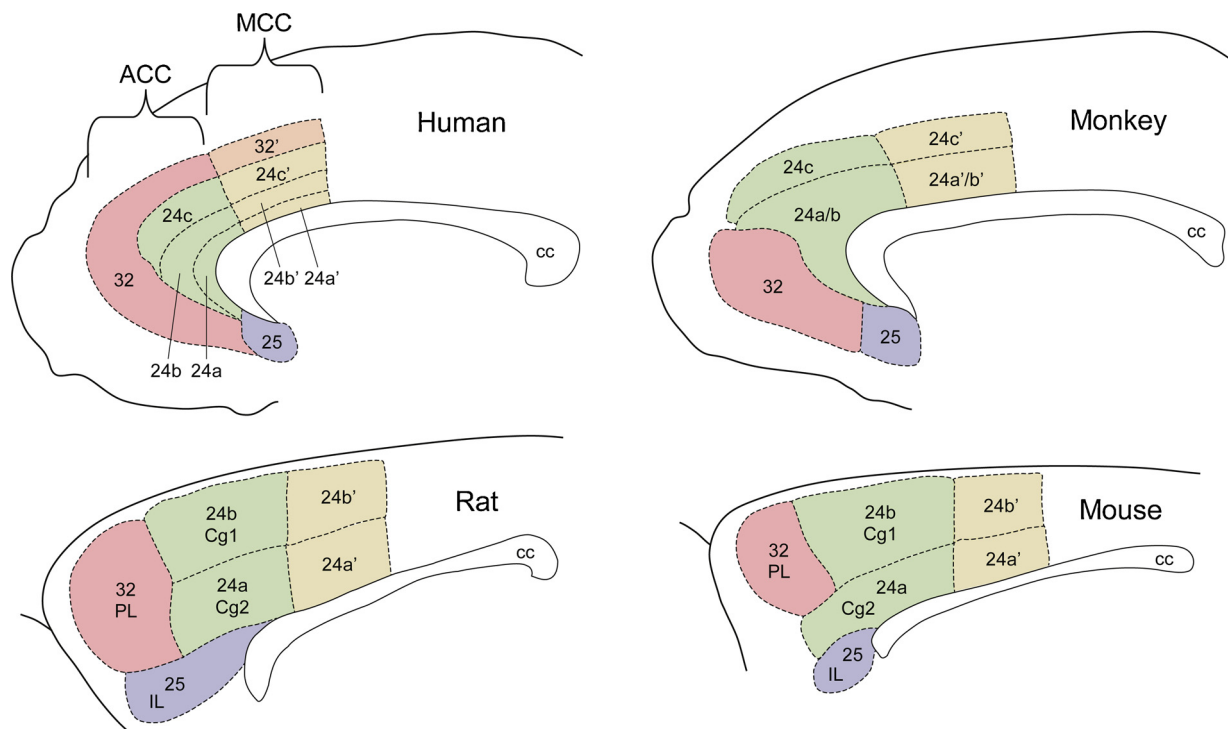 MCC
ACC
Human
32’
24c’
24c
32
24b’ 24a’
cc
25
24b 24a
Monkey
24c’
24c
24a’/b’
24a/b
cc
32
25
Rat
24b’
24b
Cg1
24a’
24a
Cg2
cc
32
PL
25
IL
Mouse
24b’
24b
Cg1
24a’
24a
Cg2
cc
32
PL
25
IL